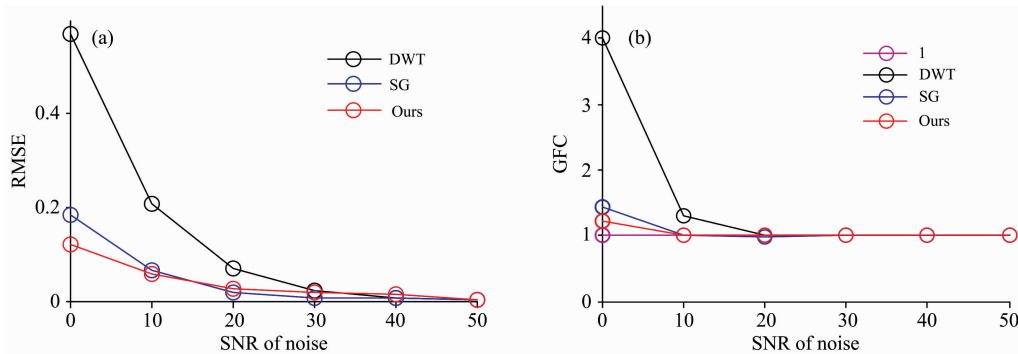 (a)
DWT
SG
Ours
0.4
0.2
0
RMSE
0 10 20 30 40 50
SNR of noise
(b)
1
DWT
SG
Ours
4
3
2
1
0
GFC
0 10 20 30 40 50
SNR of noise